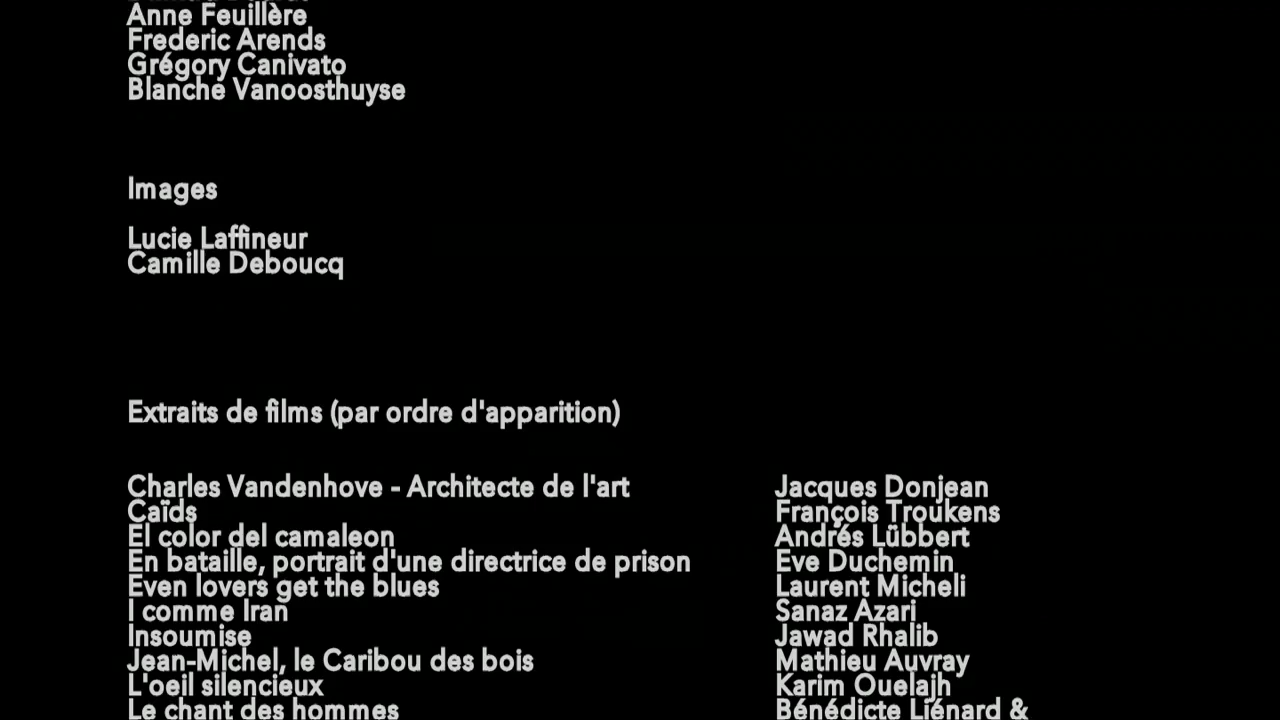 Anne Feuillère
Frederic Arends
Grégory Canivato
Blanche Vanoosthuyse
Images
Lucie Laffineur
Camille Deboucq
Extraits de films (par ordre d'apparition)
Charles Vandenhove - Architecte de l'art Jacques Donjean
Caïds François Troukens
El color del camaleon Andrés Lübbert
En bataille, portrait d'une directrice de prison Eve Duchemin
Even lovers get the blues Laurent Micheli
I comme Iran Sanaz Azari
Insoumise Jawad Rhalib
Jean-Michel, le Caribou des bois Mathieu Auvray
L'oeil silencieux Karim Ouelajh
Le chant des hommes Bénédicte Liénard &